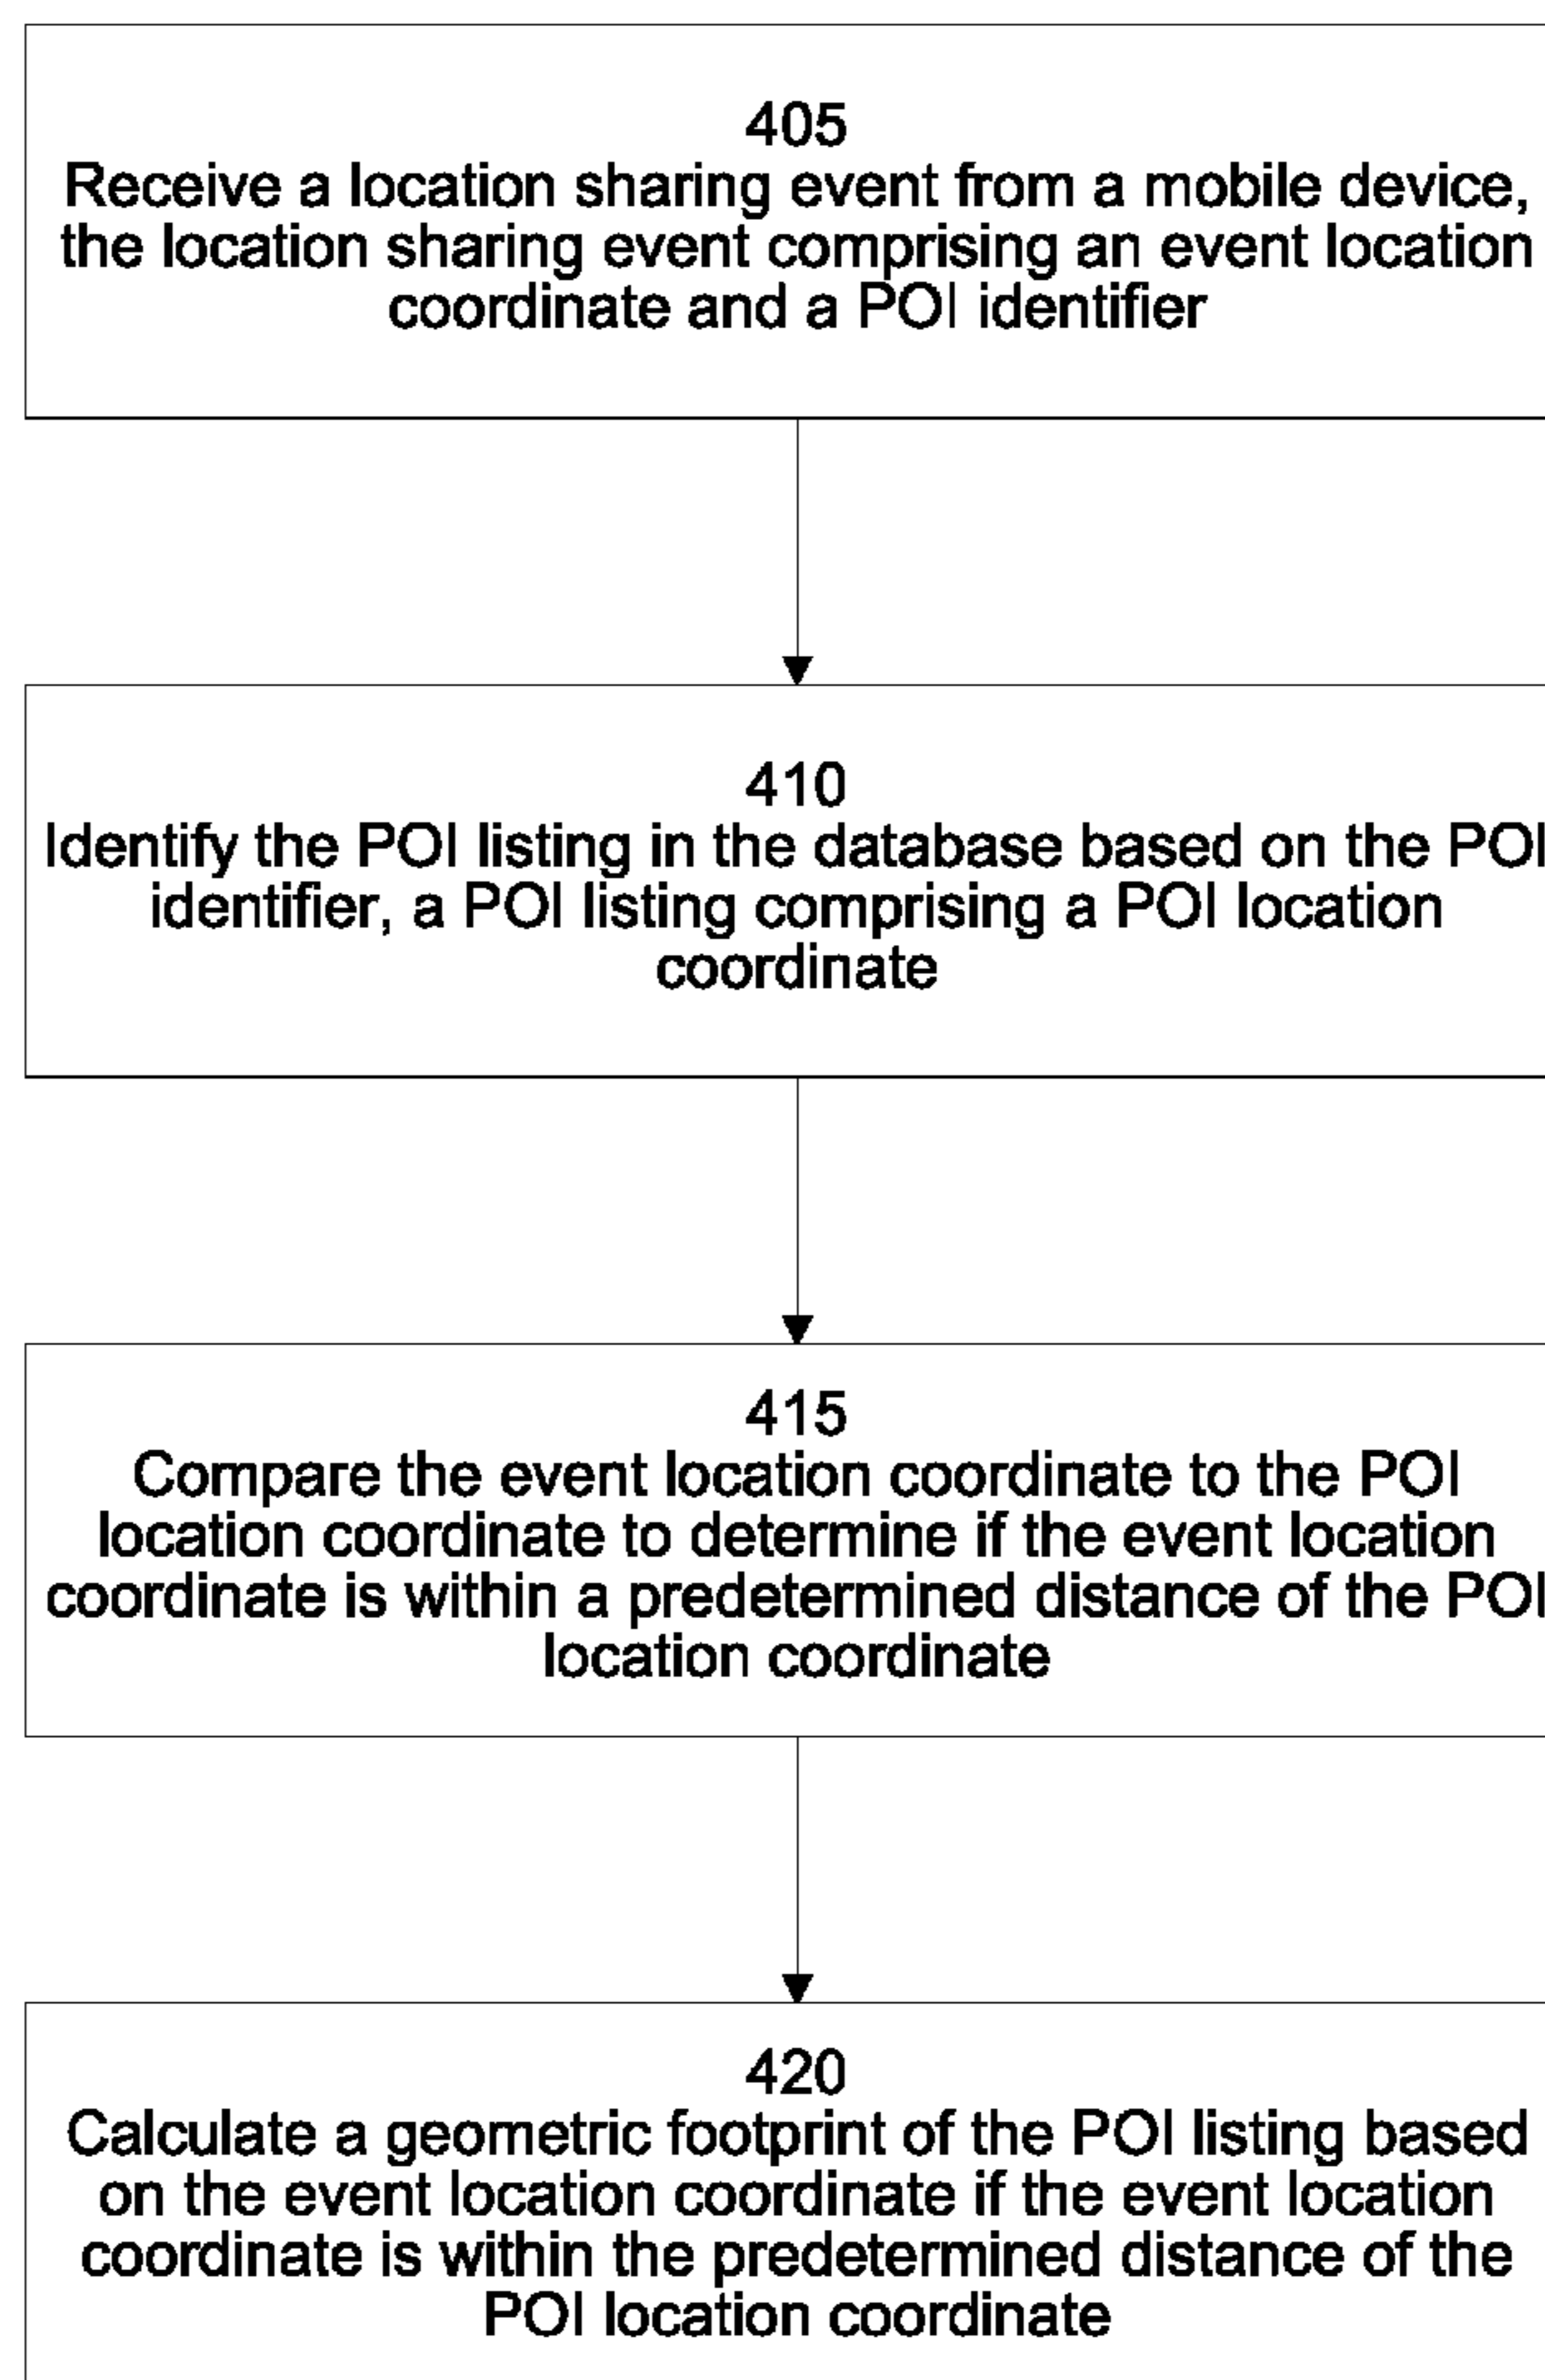 405
Receive a location sharing event from a mobile device,
the location sharing event comprising an event location
coordinate and a POI identifier
410
Identify the POI listing in the database based on the POI
identifier, a POI listing comprising a POI location
coordinate
415
Compare the event location coordinate to the POI
location coordinate to determine if the event location
coordinate is within a predetermined distance of the POI
location coordinate
420
Calculate a geometric footprint of the POI listing based
on the event location coordinate if the event location
coordinate is within the predetermined distance of the
POI location coordinate